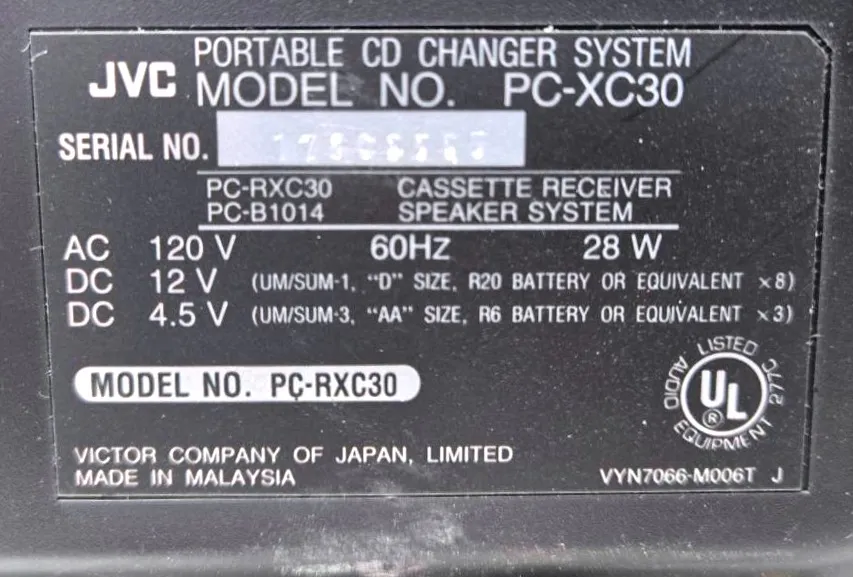 JVC PORTABLE CD CHANGER SYSTEM
MODEL NO. PC-XC30
SERIAL NO.
PC-RXC30 CASSETTE RECEIVER
PC-B1014 SPEAKER SYSTEM
AC 120 V 60Hz 28 W
DC 12 V (UM/SUM-1, "D" SIZE, R20 BATTERY OR EQUIVALENT ×8)
DC 4.5 V (UM/SUM-3, "AA" SIZE, R6 BATTERY OR EQUIVALENT ×3)
MODEL NO. PC-RXC30
LISTED 277C
AUDIO EQUIPMENT
UL ®
VICTOR COMPANY OF JAPAN, LIMITED
MADE IN MALAYSIA
VYN7066-M006T J